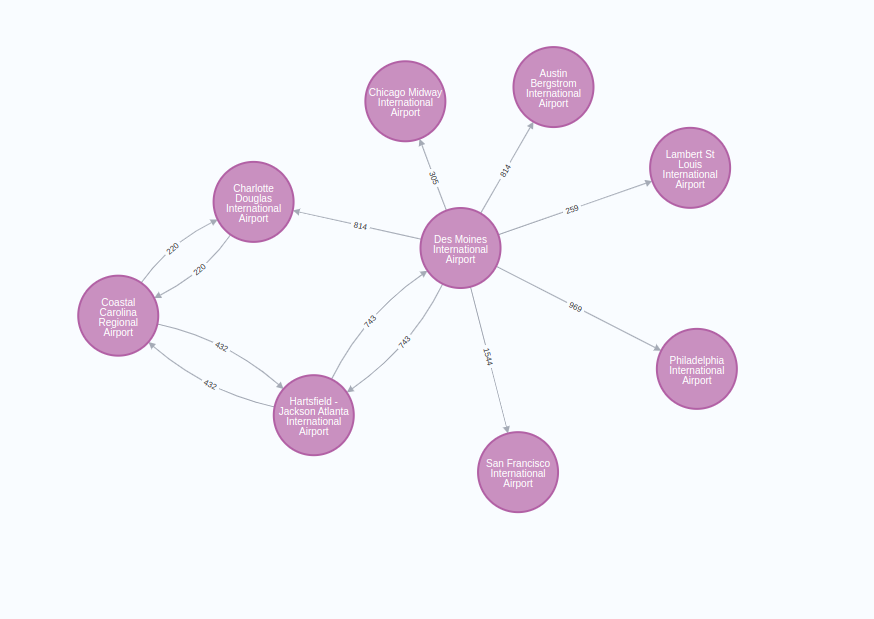 Austin
Bergstrom
International
Airport
Chicago Midway
International
Airport
Lambert St
Louis
International
Airport
305
814
Charlotte
Douglas
International
Airport
259
814
Des Moines
International
Airport
220
220
Coastal
Carolina
Regional
Airport
969
743
743
432
432
1544
Philadelphia
International
Airport
Hartsfield -
Jackson Atlanta
International
Airport
San Francisco
International
Airport